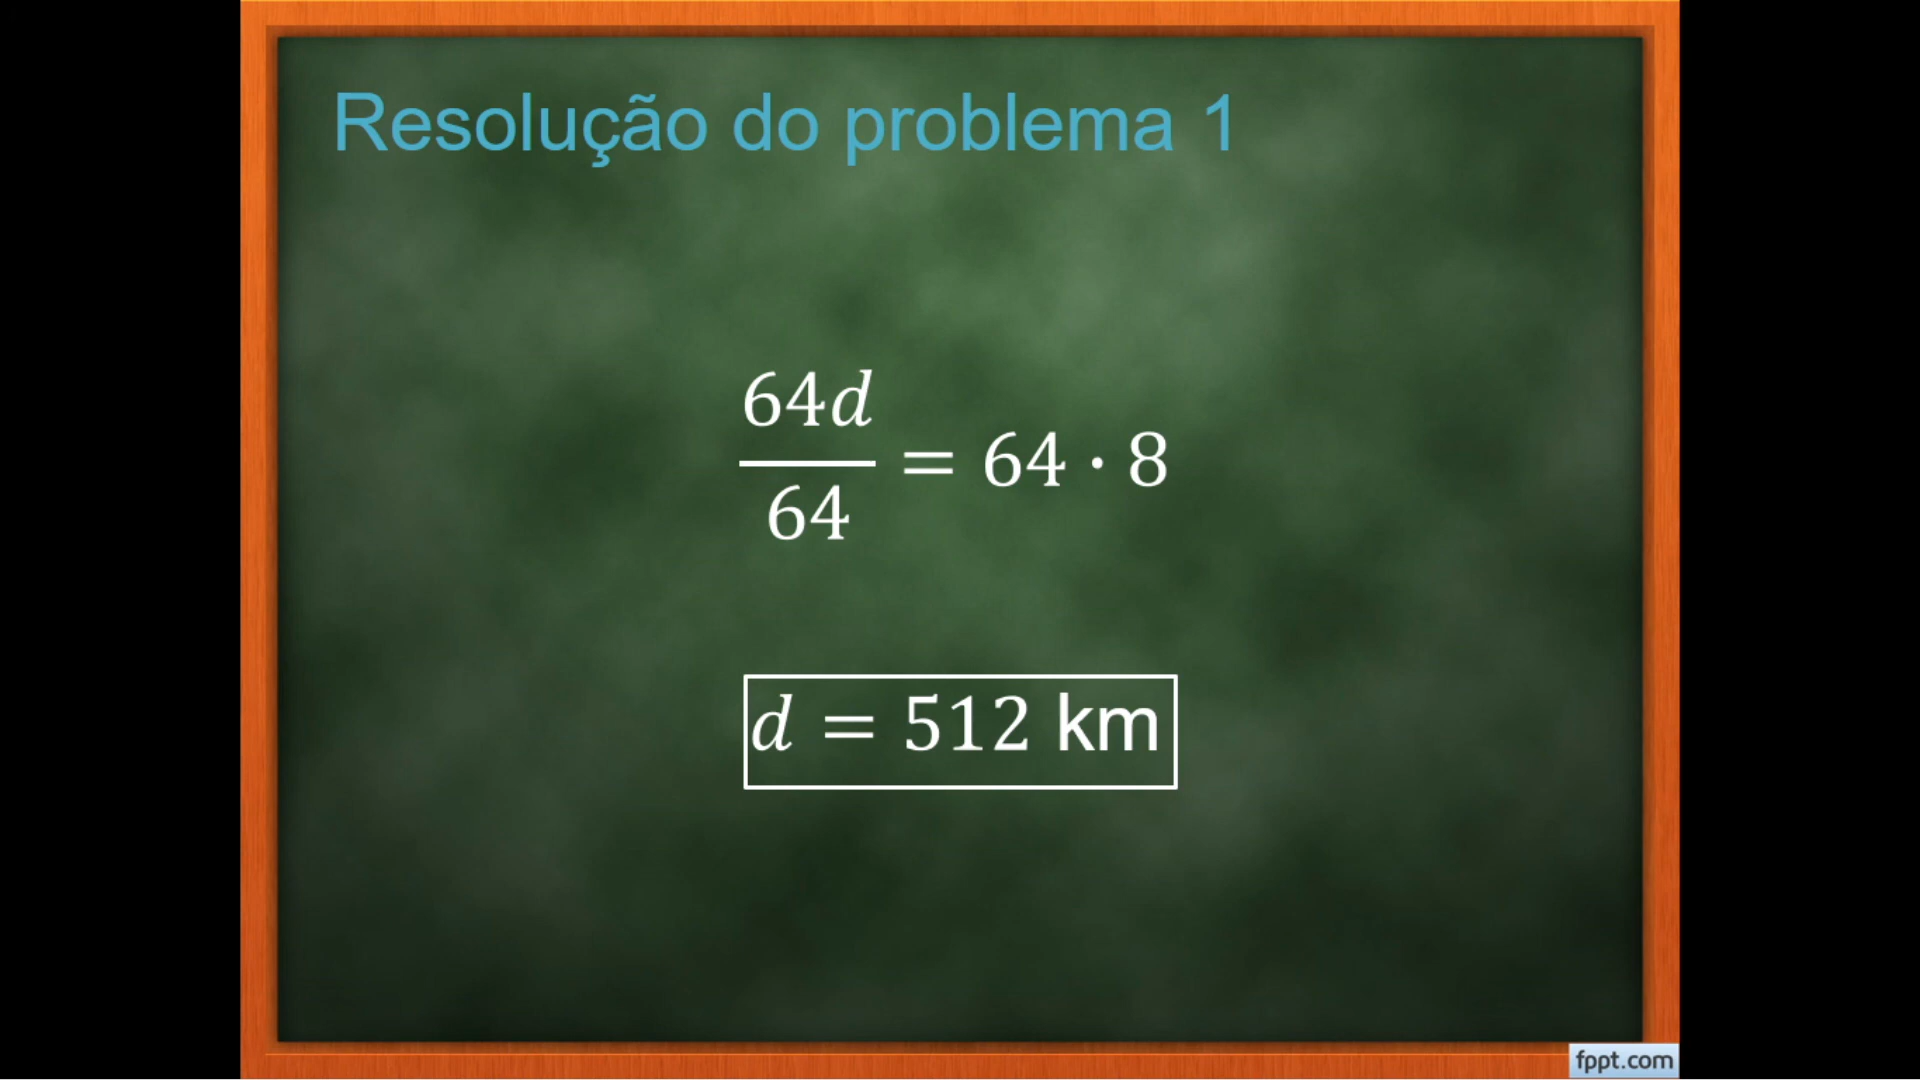 Resolução do problema 1
64d
64
= 64 · 8
d = 512 km
fppt.com